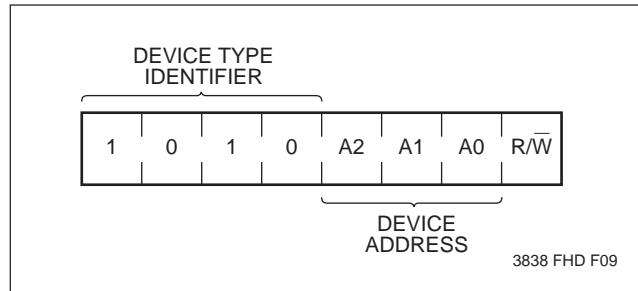 DEVICE TYPE
IDENTIFIER
1 0 1 0 A2 A1 A0 R/W̅
DEVICE
ADDRESS
3838 FHD F09